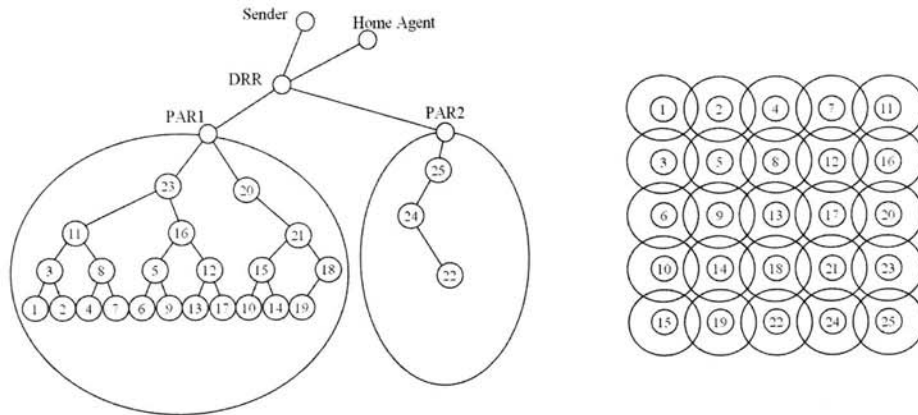 Sender
Home Agent
DRR
PAR1
PAR2
23 20
11 16 21
3 8 5 12 15 18
1 2 4 7 6 9 13 17 10 14 19
25
24
22
1 2 4 7 11
3 5 8 12 16
6 9 13 17 20
10 14 18 21 23
15 19 22 24 25